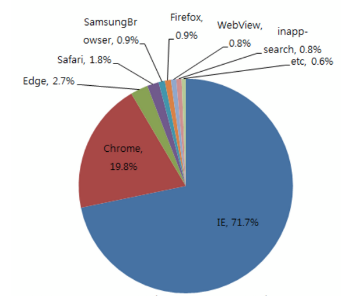 SamsungBr
owser, 0.9%
Firefox,
0.9%
WebView,
0.8%
inapp-
search, 0.8%
etc, 0.6%
Safari, 1.8%
Edge, 2.7%
Chrome,
19.8%
IE, 71.7%